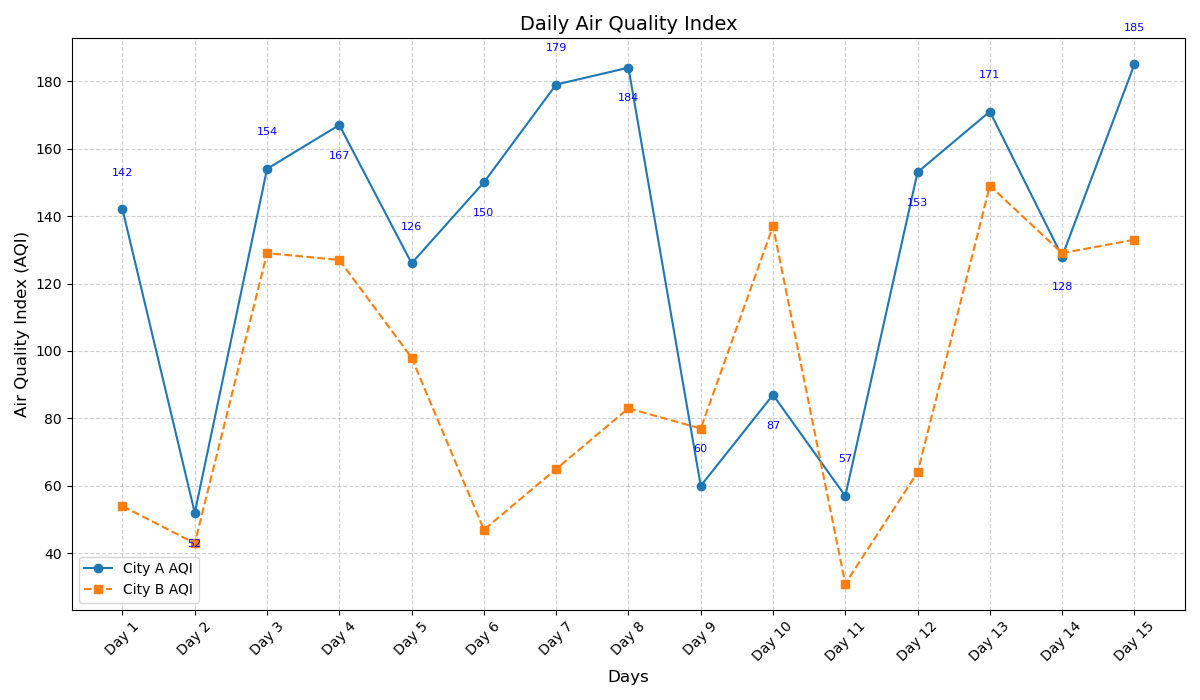 Daily Air Quality Index
Air Quality Index (AQI)
180
160
140
120
100
80
60
40
142
52
154
167
126
150
179
184
60
87
57
153
171
128
185
City A AQI
City B AQI
Day 1
Day 2
Day 3
Day 4
Day 5
Day 6
Day 7
Day 8
Day 9
Day 10
Day 11
Day 12
Day 13
Day 14
Day 15
Days